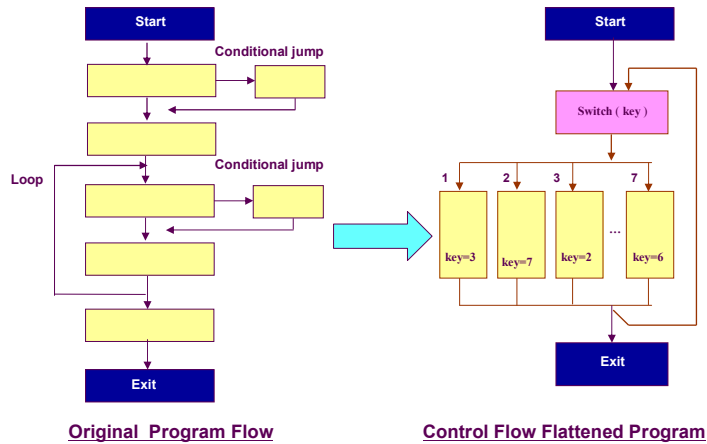 Start
Conditional jump
Loop
Conditional jump
Exit
Original Program Flow
Start
Switch ( key )
1 2 3 7
...
key=3 key=7 key=2 key=6
Exit
Control Flow Flattened Program